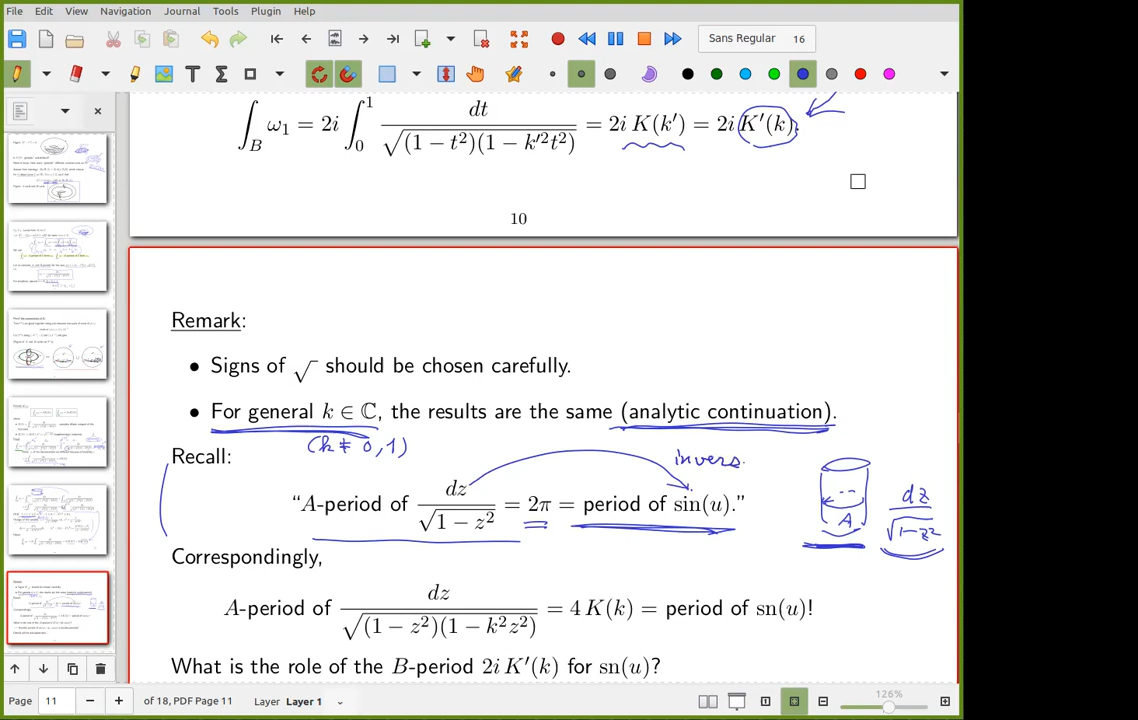 File Edit View Navigation Journal Tools Plugin Help
Sans Regular 16
∫_B ω₁ = 2i ∫₀¹ dt / √((1 − t²)(1 − k′²t²)) = 2i K(k′) = 2i K′(k).
□
10
Remark:
• Signs of √ should be chosen carefully.
• For general k ∈ ℂ, the results are the same (analytic continuation).
(k ≠ 0, 1)
Recall:
invers.
“A-period of dz / √(1 − z²) = 2π = period of sin(u).”
A
dz / √(1−z²)
Correspondingly,
A-period of dz / √((1 − z²)(1 − k²z²)) = 4 K(k) = period of sn(u)!
What is the role of the B-period 2i K′(k) for sn(u)?
Page 11 of 18, PDF Page 11 Layer Layer 1 126%